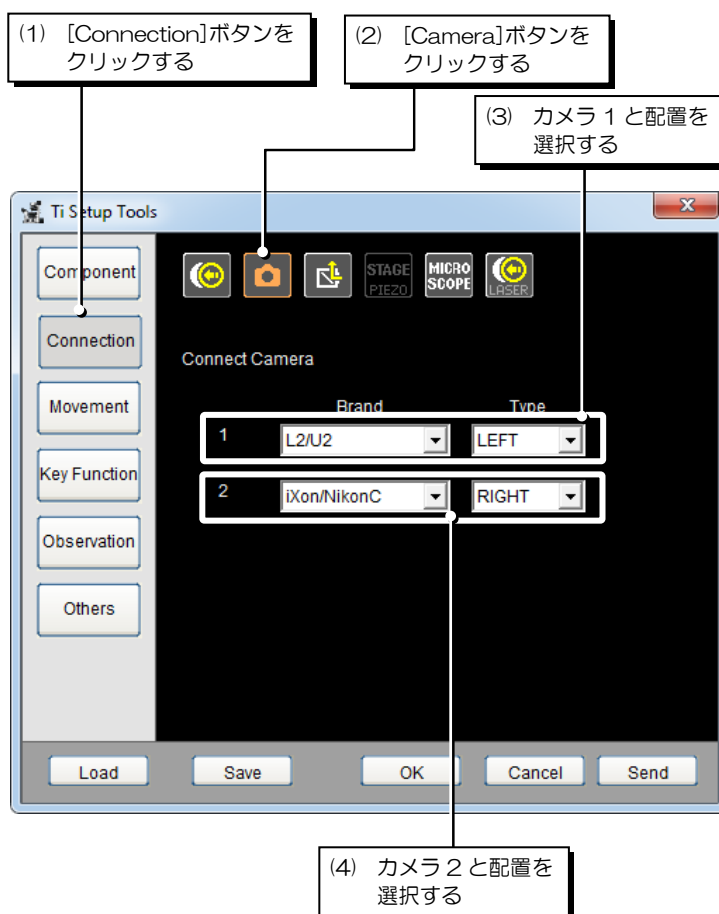 (1) [Connection]ボタンを
クリックする
(2) [Camera]ボタンを
クリックする
(3) カメラ 1 と配置を
選択する
Ti Setup Tools
Component
STAGE
PIEZO
MICRO
SCOPE
LASER
Connection
Connect Camera
Movement
Brand Type
1 L2/U2 LEFT
Key Function
2 iXon/NikonC RIGHT
Observation
Others
Load Save OK Cancel Send
(4) カメラ 2 と配置を
選択する